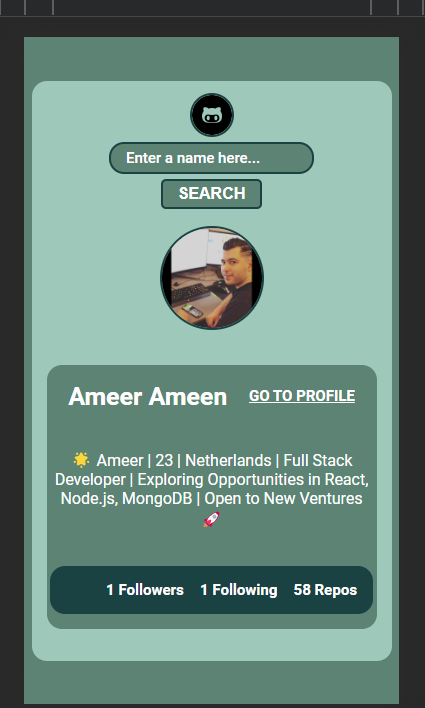 Enter a name here...
SEARCH
Ameer Ameen GO TO PROFILE
🌟 Ameer | 23 | Netherlands | Full Stack
Developer | Exploring Opportunities in React,
Node.js, MongoDB | Open to New Ventures
🚀
1 Followers 1 Following 58 Repos